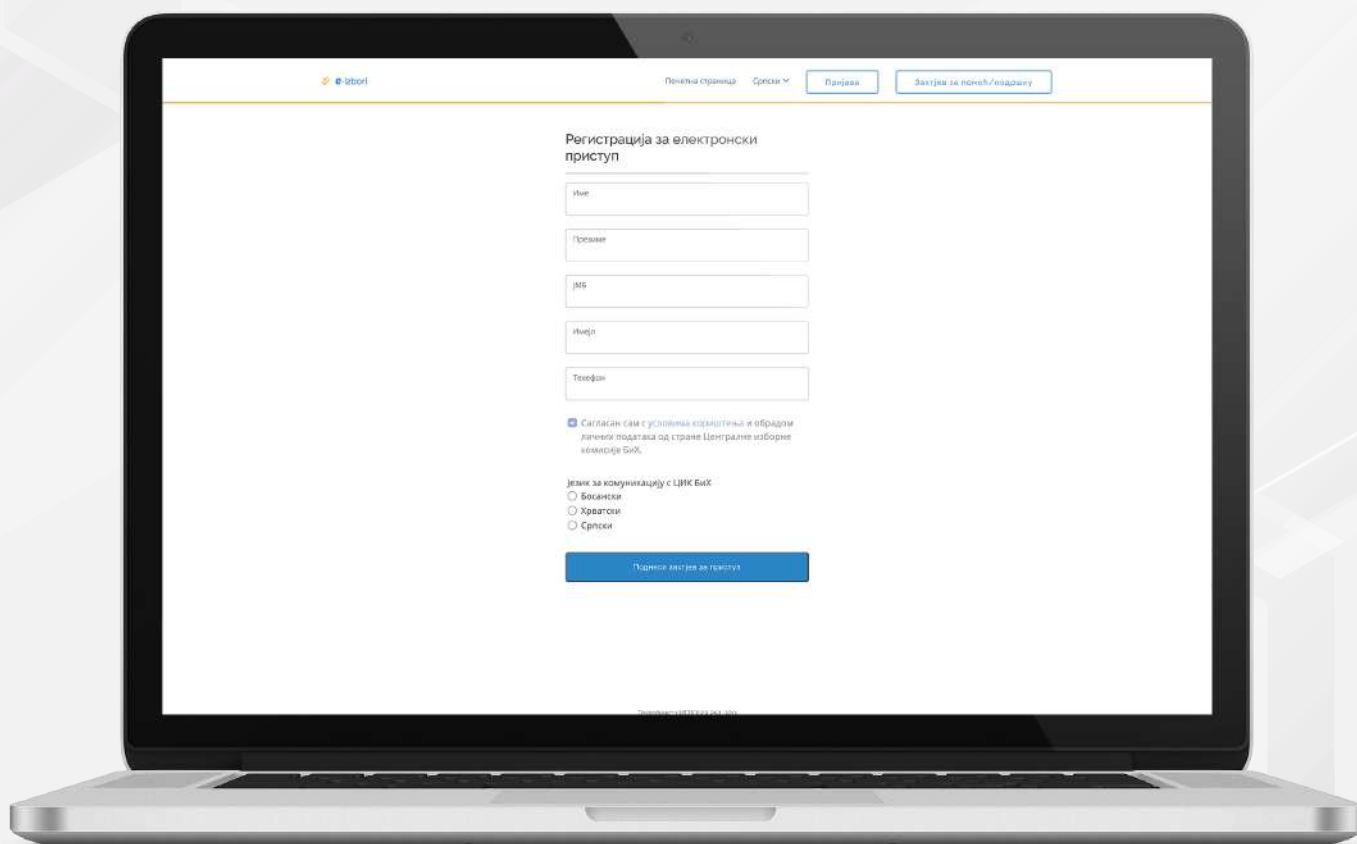 e-izbori
Почетна страница Српски Пријава Захтјев за помоћ/подршку
Регистрација за електронски
приступ
Име
Презиме
ЈМБ
Имејл
Телефон
Сагласан сам с условима кориштења и обрадом
личних података од стране Централне изборне
комисије БиХ.
Језик за комуникацију с ЦИК БиХ
Босански
Хрватски
Српски
Поднеси захтјев за приступ